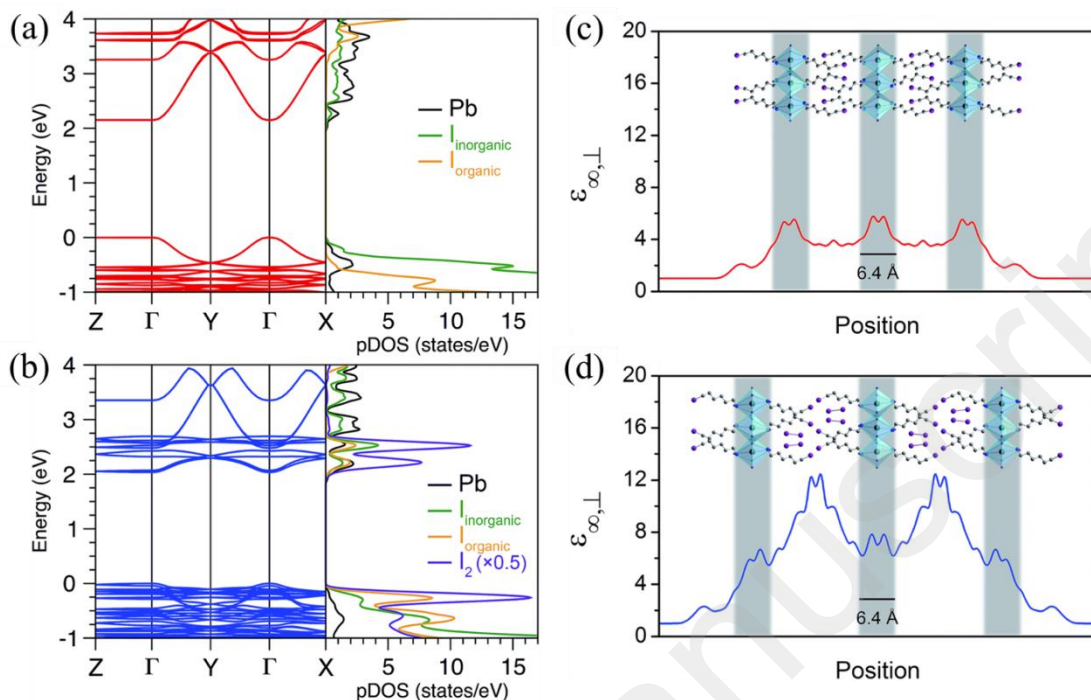 (a)
4
3
2
1
0
-1
Energy (eV)
Z Γ Y Γ X
5 10 15
pDOS (states/eV)
Pb
I inorganic
I organic
(c)
20
16
12
8
4
0
ε∞,⊥
6.4 Å
Position
(b)
4
3
2
1
0
-1
Energy (eV)
Z Γ Y Γ X
5 10 15
pDOS (states/eV)
Pb
I inorganic
I organic
I2 (×0.5)
(d)
20
16
12
8
4
0
ε∞,⊥
6.4 Å
Position